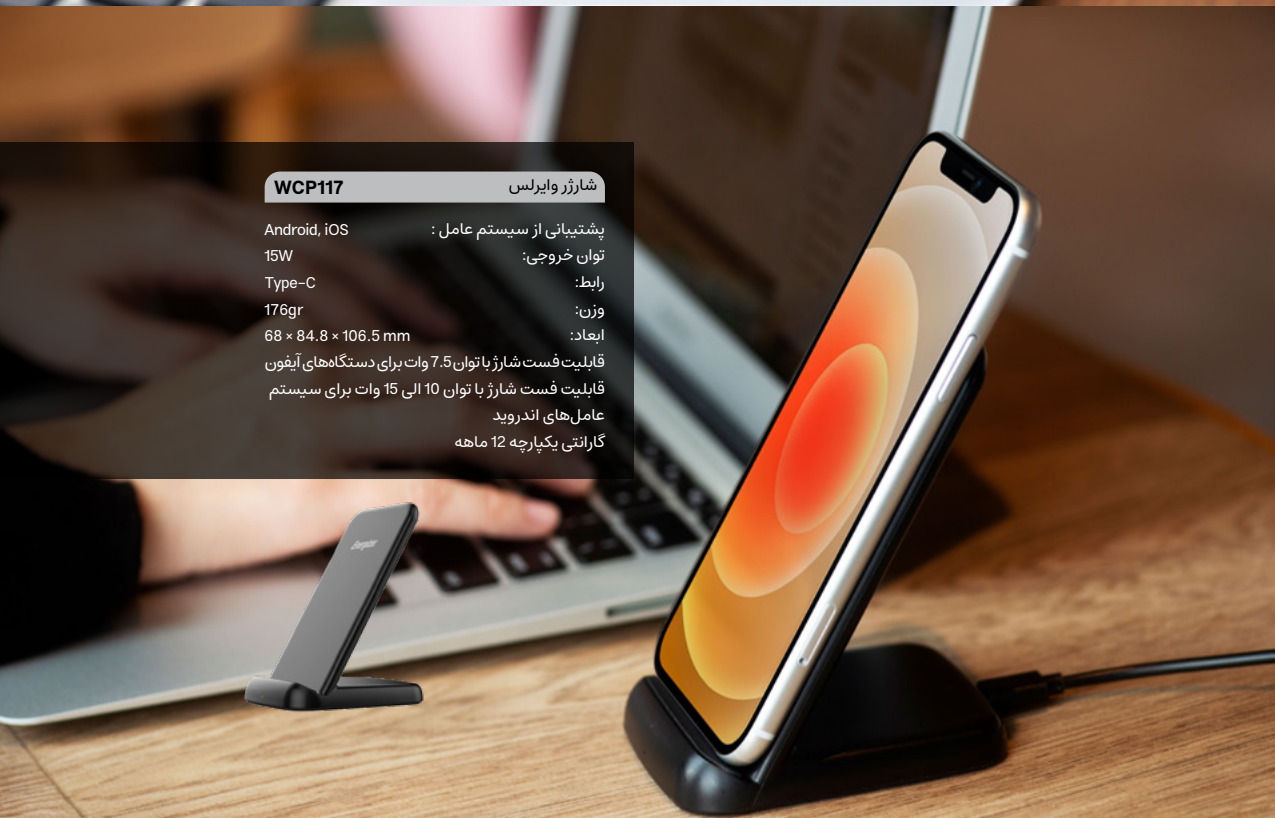 شارژر وایرلس WCP117
پشتیبانی از سیستم عامل : Android, iOS
توان خروجی: 15W
رابط: Type-C
وزن: 176gr
ابعاد: 68 × 84.8 × 106.5 mm
قابلیت فست شارژ با توان 7.5 وات برای دستگاه‌های آیفون
قابلیت فست شارژ با توان 10 الی 15 وات برای سیستم
عامل‌های اندروید
گارانتی یکپارچه 12 ماهه
Energizer